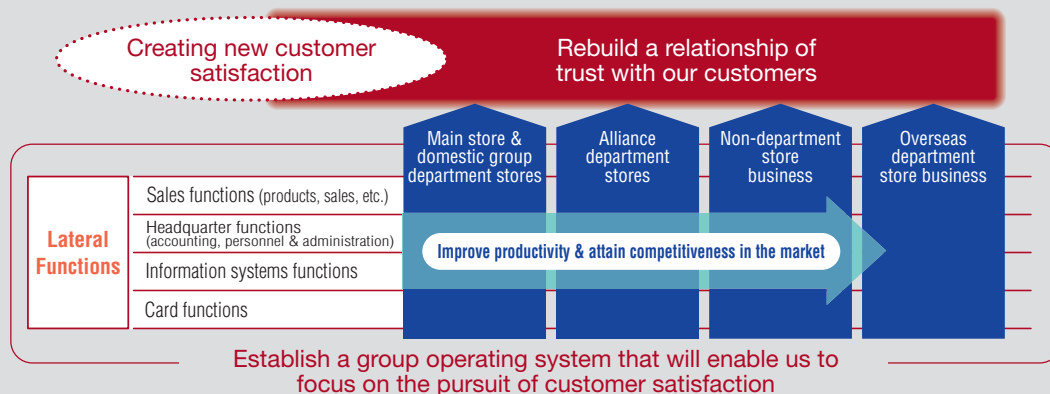 Creating new customer
satisfaction
Rebuild a relationship of
trust with our customers
Main store &
domestic group
department stores
Alliance
department
stores
Non-department
store
business
Overseas
department
store business
Lateral
Functions
Sales functions (products, sales, etc.)
Headquarter functions
(accounting, personnel & administration)
Information systems functions
Card functions
Improve productivity & attain competitiveness in the market
Establish a group operating system that will enable us to
focus on the pursuit of customer satisfaction